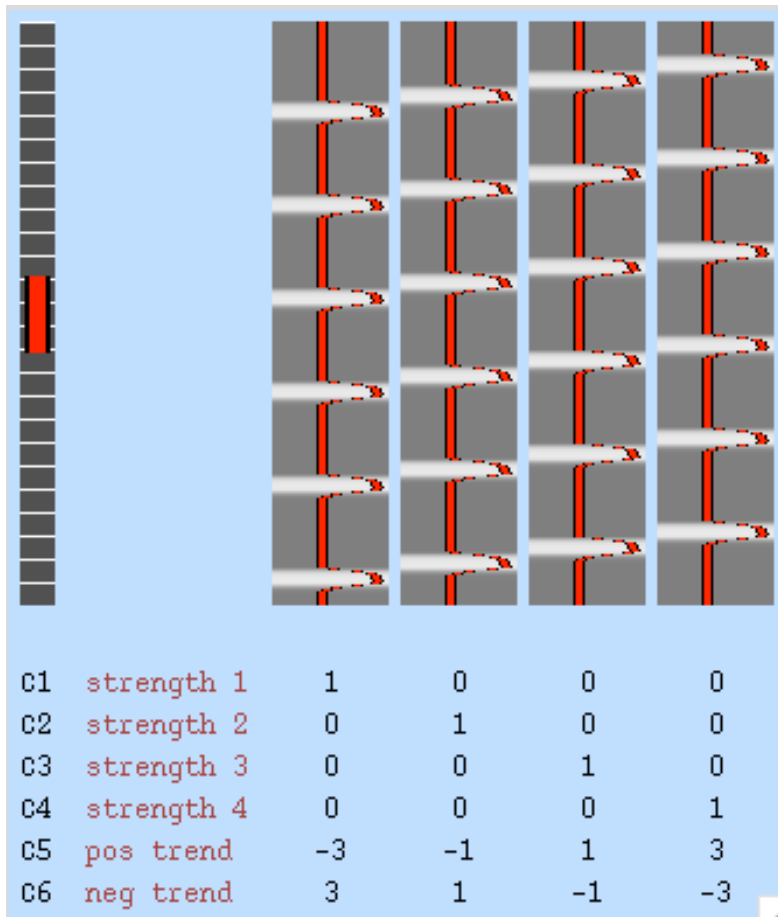 C1 strength 1 1 0 0 0
C2 strength 2 0 1 0 0
C3 strength 3 0 0 1 0
C4 strength 4 0 0 0 1
C5 pos trend -3 -1 1 3
C6 neg trend 3 1 -1 -3